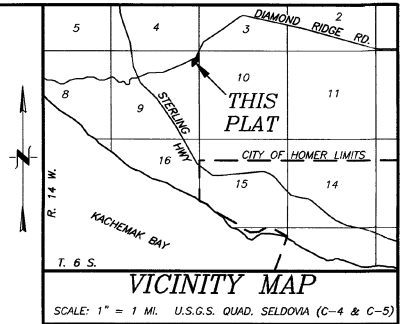 5
4
3
2
DIAMOND RIDGE RD.
8
9
10
11
THIS
PLAT
STERLING
HWY
16
15
14
CITY OF HOMER LIMITS
N
R. 14 W.
KACHEMAK BAY
T. 6 S.
VICINITY MAP
SCALE: 1" = 1 MI. U.S.G.S. QUAD. SELDOVIA (C-4 & C-5)